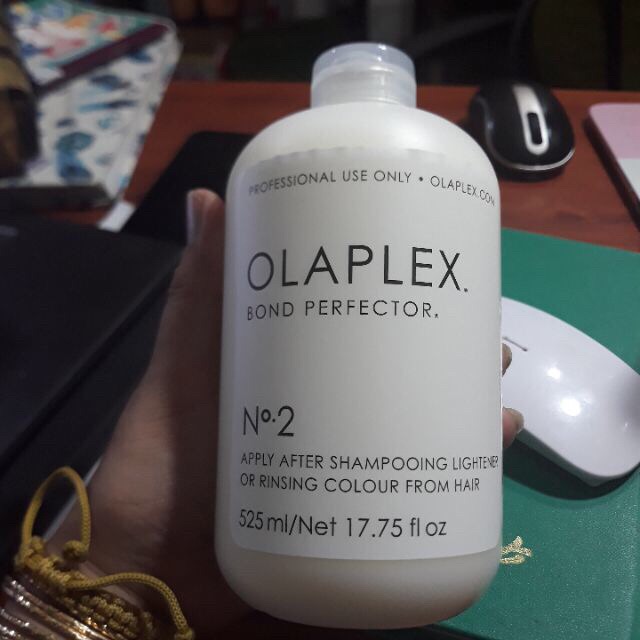 PROFESSIONAL USE ONLY • OLAPLEX.COM
OLAPLEX.
BOND PERFECTOR.
Nº.2
APPLY AFTER SHAMPOOING LIGHTENER
OR RINSING COLOUR FROM HAIR
525 ml/Net 17.75 fl oz